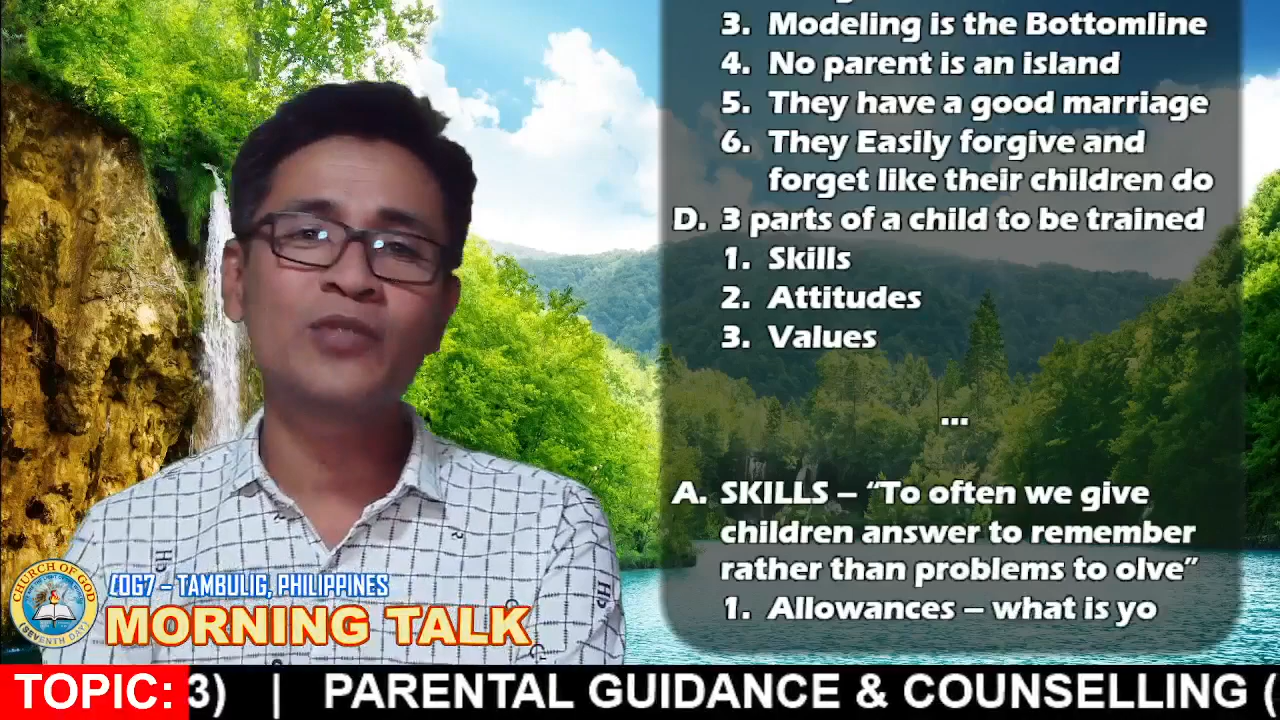 3. Modeling is the Bottomline
4. No parent is an island
5. They have a good marriage
6. They Easily forgive and
forget like their children do
D. 3 parts of a child to be trained
1. Skills
2. Attitudes
3. Values
...
A. SKILLS – “To often we give
children answer to remember
rather than problems to olve”
1. Allowances – what is yo
CHURCH OF GOD
(SEVENTH DAY)
COG7 – TAMBULIG, PHILIPPINES
MORNING TALK
TOPIC: 3) | PARENTAL GUIDANCE & COUNSELLING (